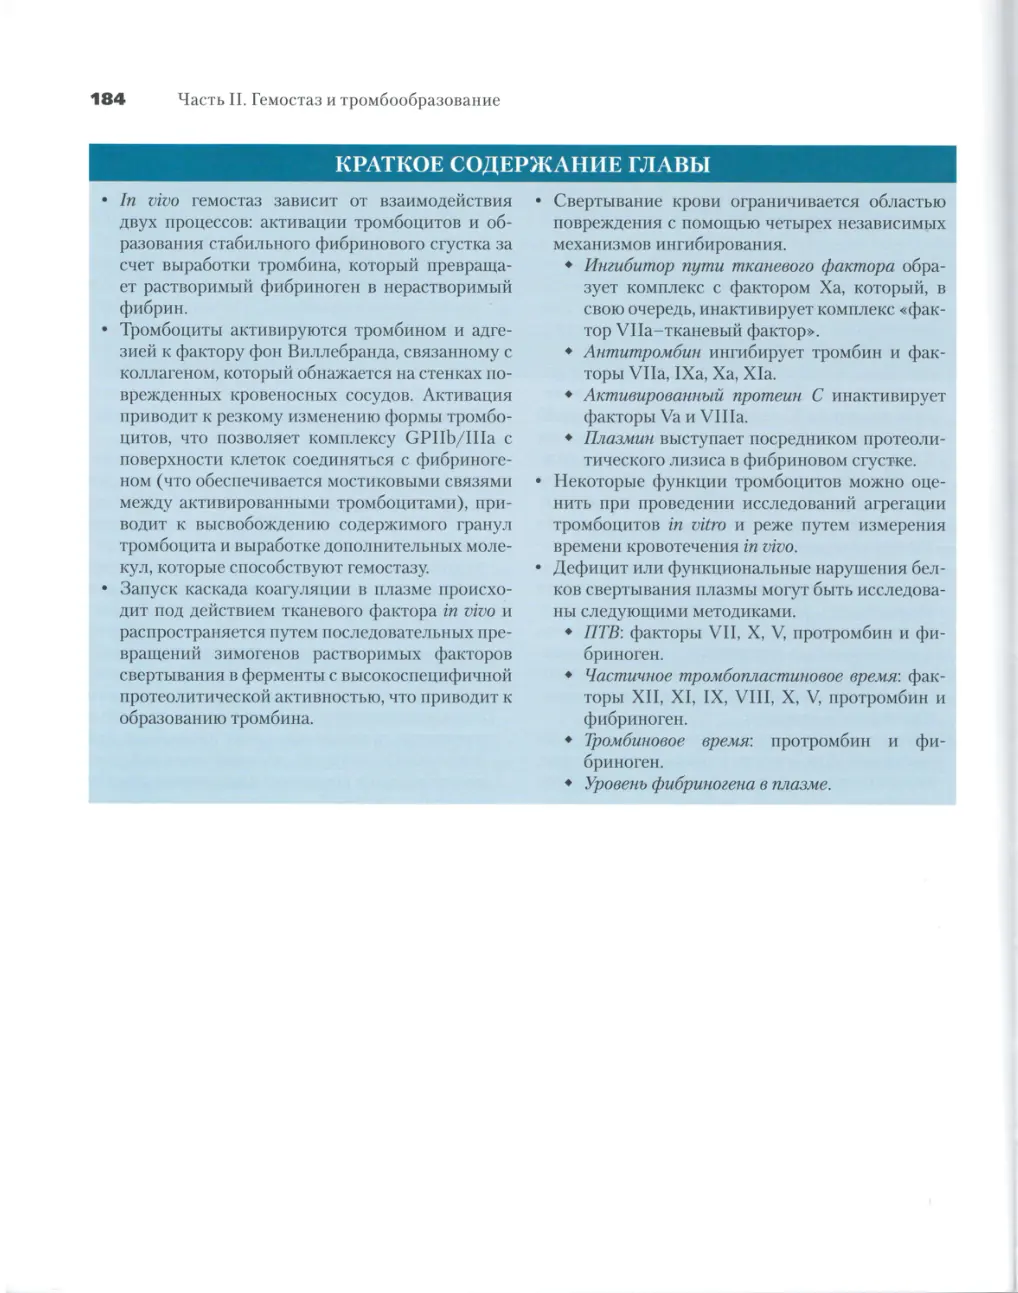 184 Часть II. Гемостаз и тромбообразование
КРАТКОЕ СОДЕРЖАНИЕ ГЛАВЫ
• In vivo гемостаз зависит от взаимодействия
двух процессов: активации тромбоцитов и об-
разования стабильного фибринового сгустка за
счет выработки тромбина, который превраща-
ет растворимый фибриноген в нерастворимый
фибрин.
• Тромбоциты активируются тромбином и адге-
зией к фактору фон Виллебранда, связанному с
коллагеном, который обнажается на стенках по-
врежденных кровеносных сосудов. Активация
приводит к резкому изменению формы тромбо-
цитов, что позволяет комплексу GPIIb/IIIa с
поверхности клеток соединяться с фибриноге-
ном (что обеспечивается мостиковыми связями
между активированными тромбоцитами), при-
водит к высвобождению содержимого гранул
тромбоцита и выработке дополнительных моле-
кул, которые способствуют гемостазу.
• Запуск каскада коагуляции в плазме происхо-
дит под действием тканевого фактора in vivo и
распространяется путем последовательных пре-
вращений зимогенов растворимых факторов
свертывания в ферменты с высокоспецифичной
протеолитической активностью, что приводит к
образованию тромбина.
• Свертывание крови ограничивается областью
повреждения с помощью четырех независимых
механизмов ингибирования.
◆ Ингибитор пути тканевого фактора обра-
зует комплекс с фактором Xa, который, в
свою очередь, инактивирует комплекс «фак-
тор VIIa–тканевый фактор».
◆ Антитромбин ингибирует тромбин и фак-
торы VIIa, IXa, Xa, XIa.
◆ Активированный протеин С инактивирует
факторы Va и VIIIa.
◆ Плазмин выступает посредником протеоли-
тического лизиса в фибриновом сгустке.
• Некоторые функции тромбоцитов можно оце-
нить при проведении исследований агрегации
тромбоцитов in vitro и реже путем измерения
времени кровотечения in vivo.
• Дефицит или функциональные нарушения бел-
ков свертывания плазмы могут быть исследова-
ны следующими методиками.
◆ ПТВ: факторы VII, X, V, протромбин и фи-
бриноген.
◆ Частичное тромбопластиновое время: фак-
торы XII, XI, IX, VIII, X, V, протромбин и
фибриноген.
◆ Тромбиновое время: протромбин и фи-
бриноген.
◆ Уровень фибриногена в плазме.